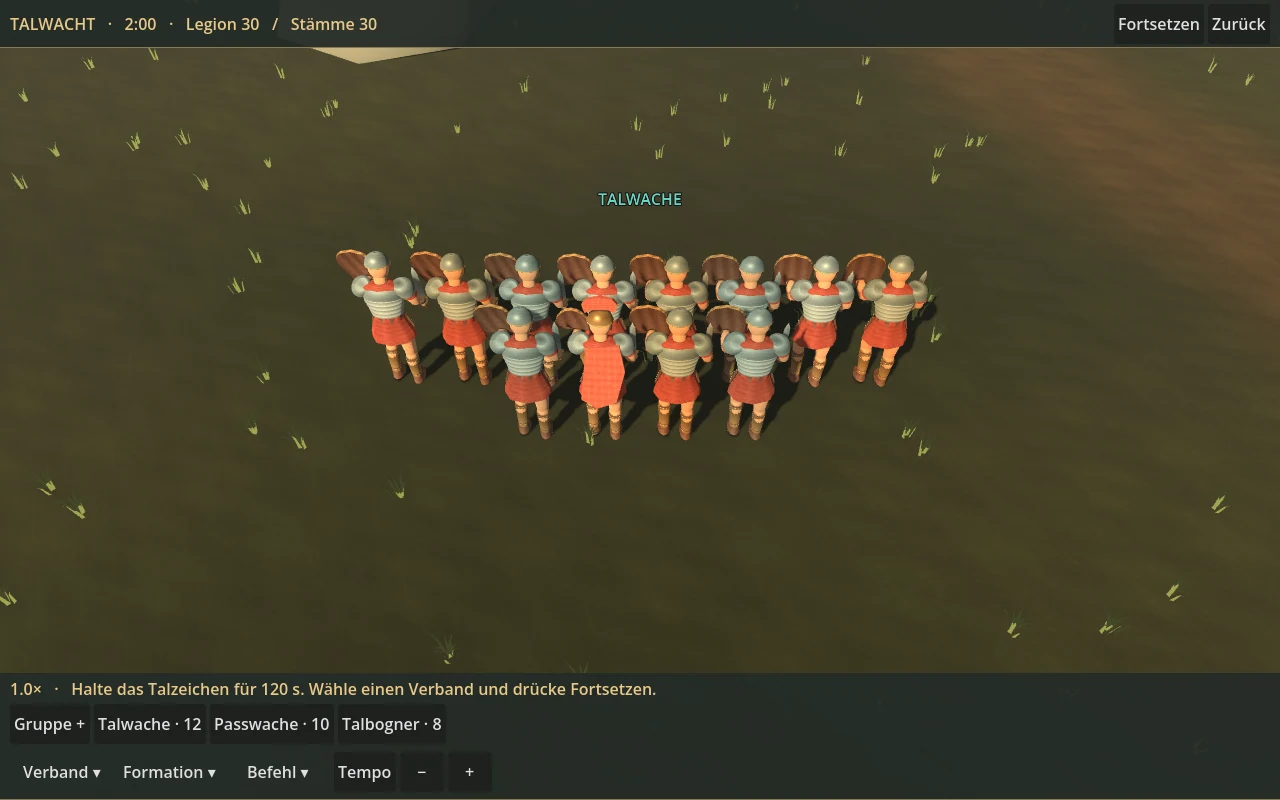 TALWACHT · 2:00 · Legion 30 / Stämme 30 Fortsetzen Zurück
TALWACHE
1.0× · Halte das Talzeichen für 120 s. Wähle einen Verband und drücke Fortsetzen.
Gruppe + Talwache · 12 Passwache · 10 Talbogner · 8
Verband ▾ Formation ▾ Befehl ▾ Tempo − +